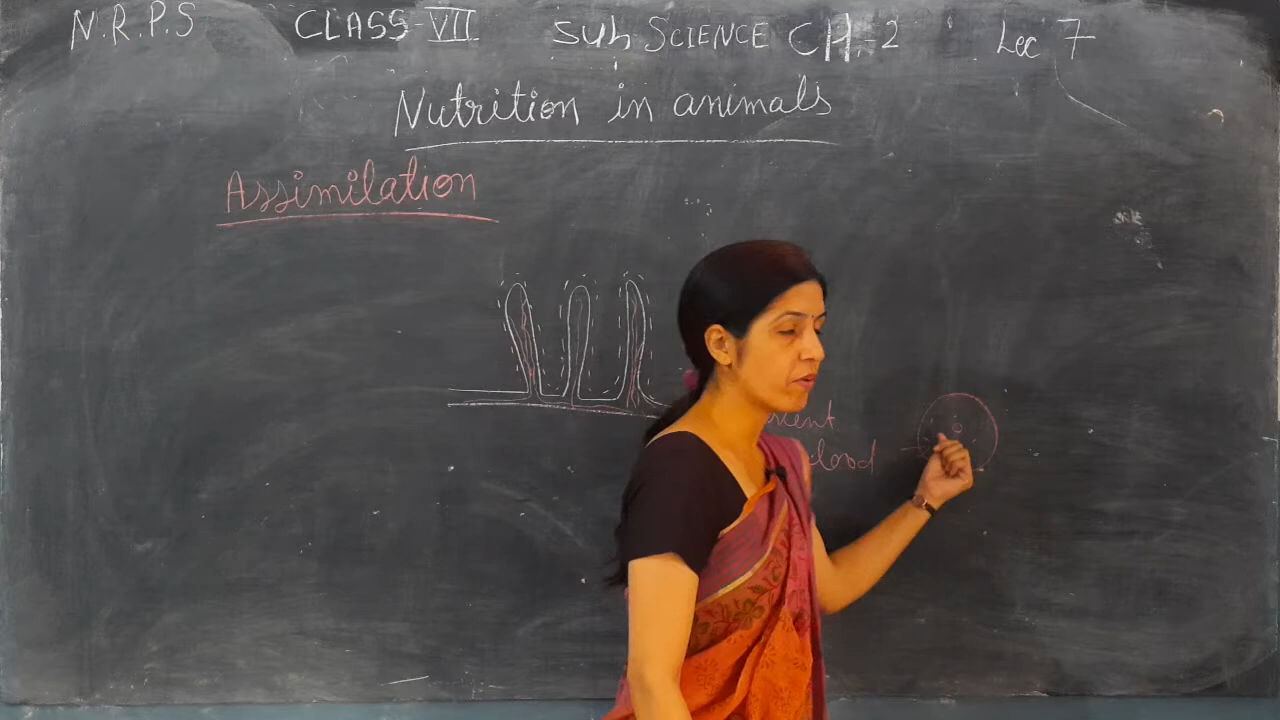 N.R.P.S CLASS-VII Sub SCIENCE CH-2 Lec 7
Nutrition in animals
Assimilation